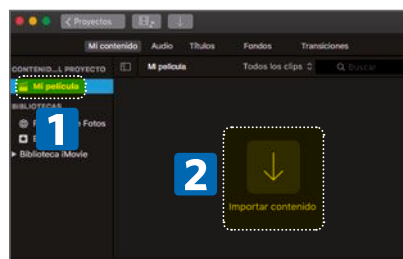 Proyectos
Mi contenido Audio Títulos Fondos Transiciones
CONTENID...L PROYECTO Mi película Todos los clips Buscar
Mi película
BIBLIOTECAS
Fotos
Biblioteca iMovie
1
2
Importar contenido